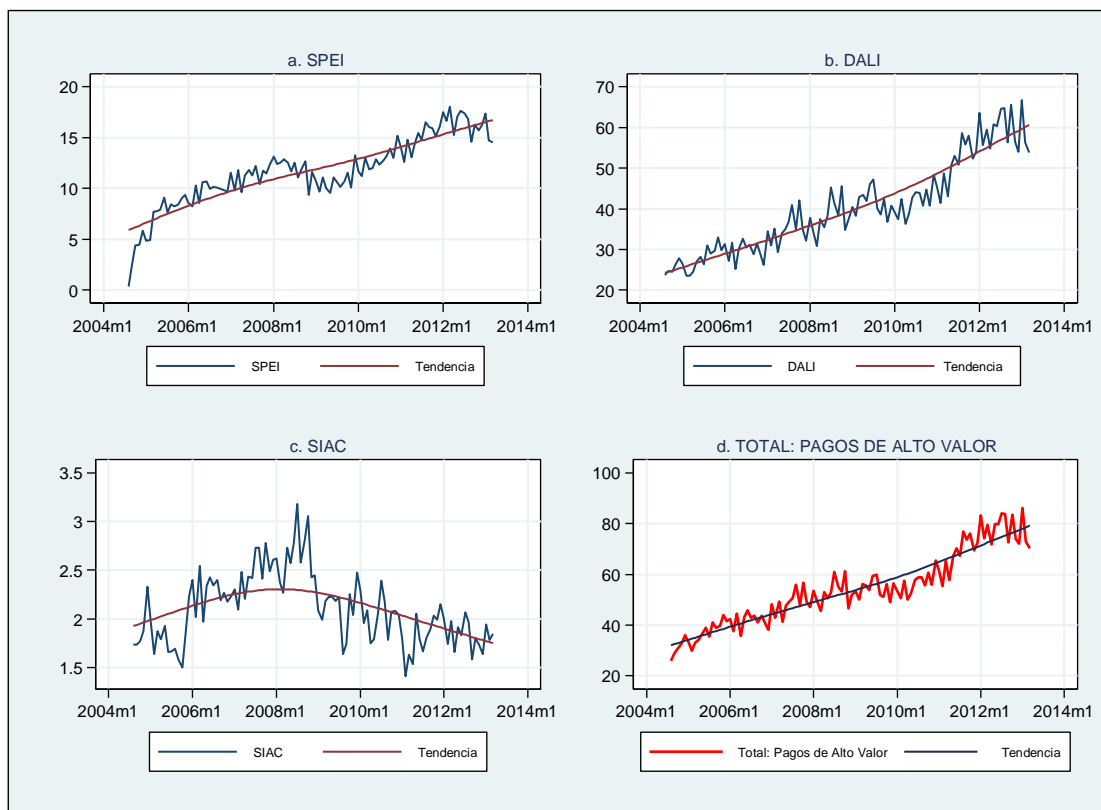 a. SPEI
20
15
10
5
0
2004m1 2006m1 2008m1 2010m1 2012m1 2014m1
SPEI Tendencia
b. DALI
70
60
50
40
30
20
2004m1 2006m1 2008m1 2010m1 2012m1 2014m1
DALI Tendencia
c. SIAC
3.5
3
2.5
2
1.5
2004m1 2006m1 2008m1 2010m1 2012m1 2014m1
SIAC Tendencia
d. TOTAL: PAGOS DE ALTO VALOR
100
80
60
40
20
2004m1 2006m1 2008m1 2010m1 2012m1 2014m1
Total: Pagos de Alto Valor Tendencia